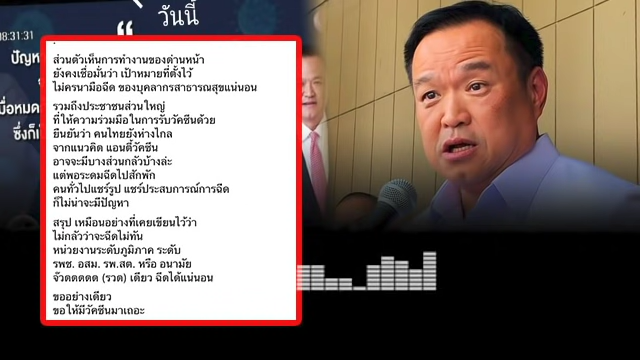 วันนี้
18:31:31
ปัญห
ส่วนตัวเห็นการทำงานของด่านหน้า
ยังคงเชื่อมั่นว่า เป้าหมายที่ตั้งไว้
ไม่ครนามือฉีด ของบุคลากรสาธารณสุขแน่นอน
รวมถึงประชาชนส่วนใหญ่
ที่ให้ความร่วมมือในการรับวัคซีนด้วย
ยืนยันว่า คนไทยยังห่างไกล
จากแนวคิด แอนตี้วัคซีน
อาจจะมีบางส่วนกลัวบ้างล่ะ
แต่พอระดมฉีดไปสักพัก
คนทั่วไปแชร์รูป แชร์ประสบการณ์การฉีด
ก็ไม่น่าจะมีปัญหา
สรุป เหมือนอย่างที่เคยเขียนไว้ว่า
ไม่กลัวว่าจะฉีดไม่ทัน
หน่วยงานระดับภูมิภาค ระดับ
รพช. อสม. รพ.สต. หรือ อนามัย
จ๊วดดดดด (รวด) เดียว ฉีดได้แน่นอน
ขออย่างเดียว
ขอให้มีวัคซีนมาเถอะ